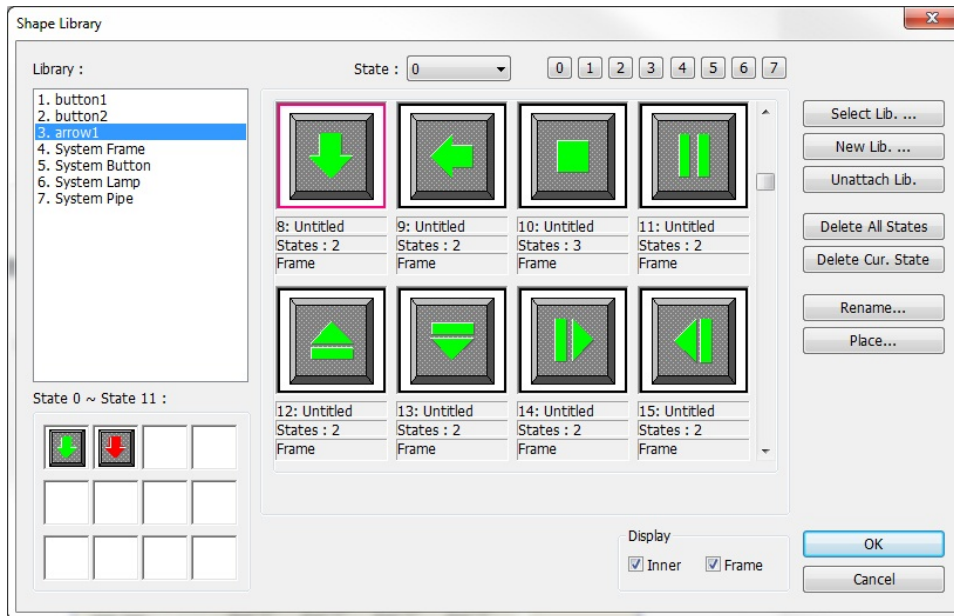 Shape Library
Library :
State : 0
0 1 2 3 4 5 6 7
1. button1
2. button2
3. arrow1
4. System Frame
5. System Button
6. System Lamp
7. System Pipe
Select Lib. ...
New Lib. ...
Unattach Lib.
8: Untitled 9: Untitled 10: Untitled 11: Untitled
States : 2 States : 2 States : 3 States : 2
Frame Frame Frame Frame
Delete All States
Delete Cur. State
Rename...
Place...
12: Untitled 13: Untitled 14: Untitled 15: Untitled
States : 2 States : 2 States : 2 States : 2
Frame Frame Frame Frame
State 0 ~ State 11 :
Display
Inner Frame
OK
Cancel